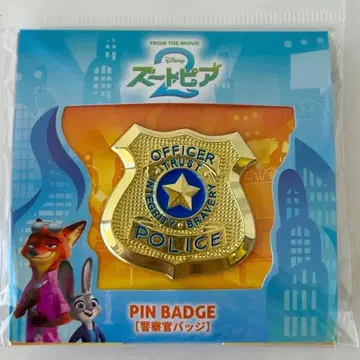 FROM THE MOVIE
Disney
ズートピア
2
OFFICER
TRUST
INTEGRITY · BRAVERY
POLICE
PIN BADGE
【警察官バッジ】